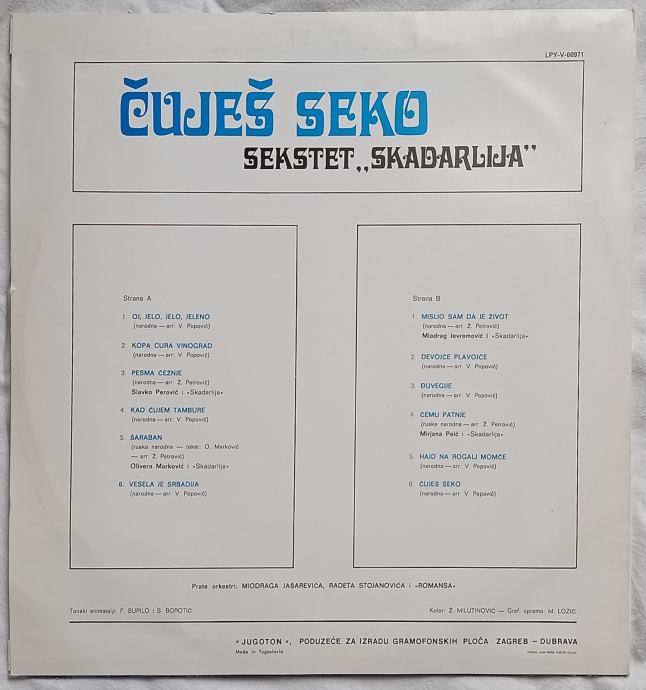 LPY-V-60971
ČUJEŠ SEKO
SEKSTET „SKADARLIJA”
Strana A
1. OJ, JELO, JELO, JELENO
(narodna — arr. V. Popović)
2. KOPA CURA VINOGRAD
(narodna — arr. V. Popović)
3. PESMA ČEŽNJE
(narodna — arr. Ž. Petrović)
Slavko Perović i »Skadarlija«
4. KAD ČUJEM TAMBURE
(narodna — arr. V. Popović)
5. ŠARABAN
(ruska narodna — tekst: O. Marković
— arr. Ž. Petrović)
Olivera Marković i »Skadarlija«
6. VESELA JE SRBADIJA
(narodna — arr. V. Popović)
Strana B
1. MISLIO SAM DA JE ŽIVOT
(narodna — arr. Ž. Petrović)
Miodrag Jevremović i »Skadarlija«
2. DEVOJČE PLAVOJČE
(narodna — arr. V. Popović)
3. ĐUVEGIJE
(narodna — arr. V. Popović)
4. ČEMU PATNJE
(ruska narodna — arr. Ž. Petrović)
Mirjana Peić i »Skadarlija«
5. HAJD NA ROGALJ MOMČE
(narodna — arr. V. Popović)
6. ČUJEŠ SEKO
(narodna — arr. V. Popović)
Prate orkestri: MIODRAGA JAŠAREVIĆA, RADETA STOJANOVIĆA i »ROMANSA«
Tonski animatelji: F. SUPILO i S. BOROTIĆ
Kolor: Ž. MILUTINOVIĆ — Graf. oprema: M. LOZIĆ
»JUGOTON«, PODUZEĆE ZA IZRADU GRAMOFONSKIH PLOČA ZAGREB – DUBRAVA
Made in Yugoslavia